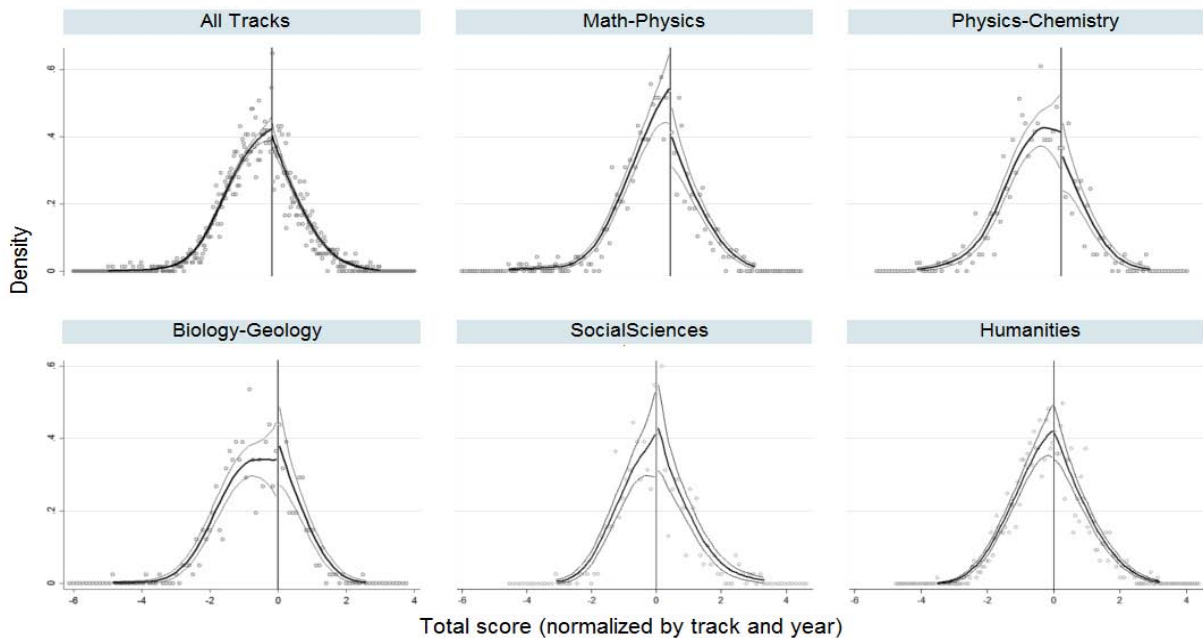 All Tracks
Math-Physics
Physics-Chemistry
.6
.4
.2
0
Density
Biology-Geology
SocialSciences
Humanities
.6
.4
.2
0
-6 -4 -2 0 2 4
-6 -4 -2 0 2 4
-6 -4 -2 0 2 4
Total score (normalized by track and year)